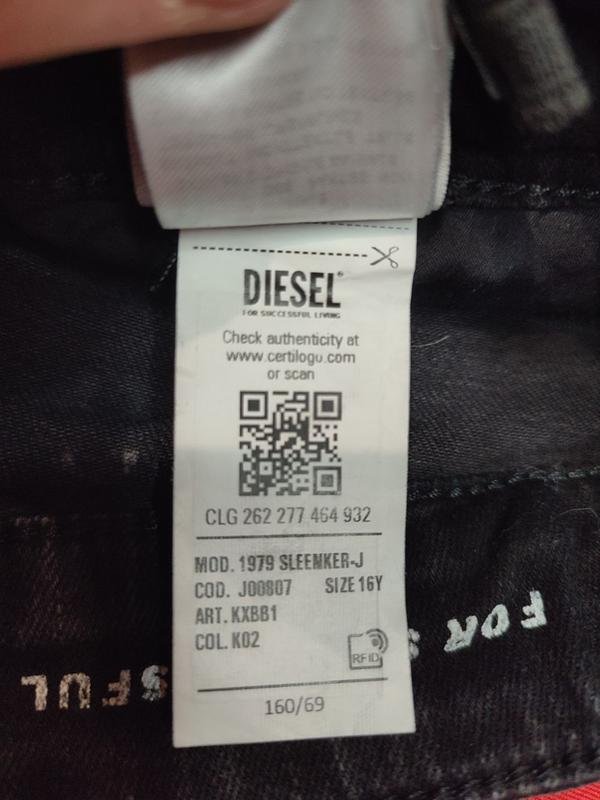 DIESEL®
FOR SUCCESSFUL LIVING
Check authenticity at
www.certilogo.com
or scan
CLG 262 277 464 932
MOD. 1979 SLEENKER-J
COD. J00807 SIZE 16Y
ART. KXBB1
COL. K02
RFID
160/69
FOR S
SFUL